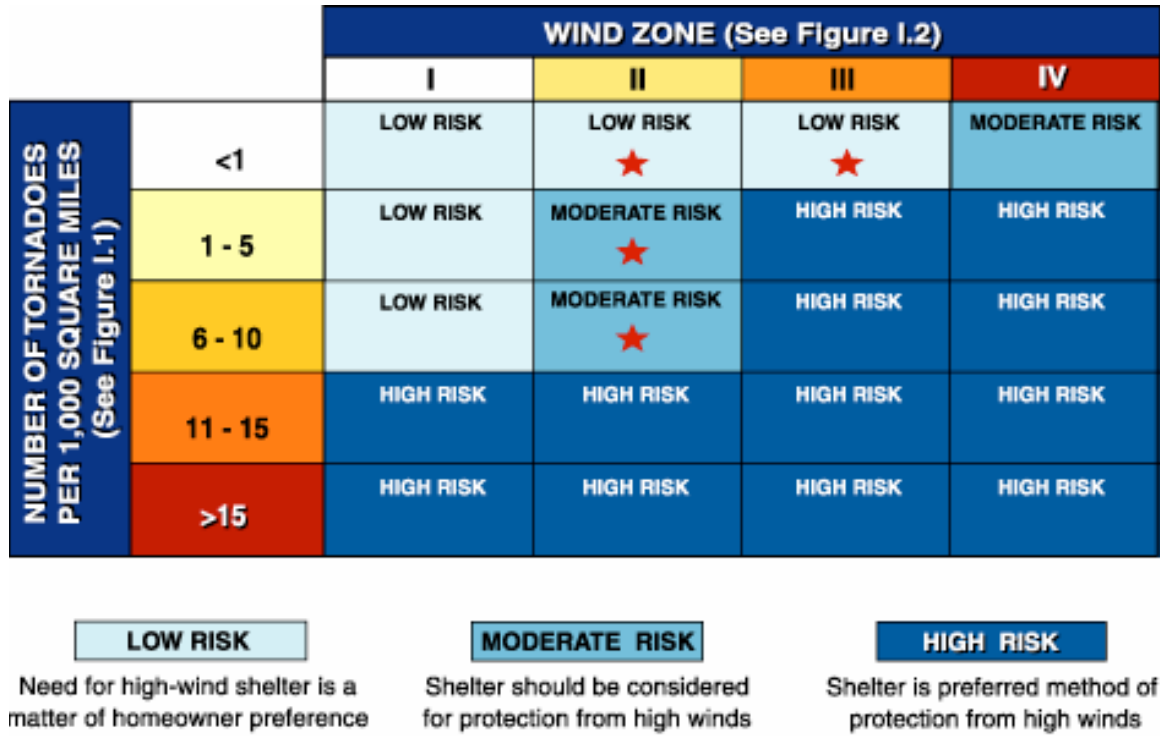 WIND ZONE (See Figure I.2)
I II III IV
NUMBER OF TORNADOES
PER 1,000 SQUARE MILES
(See Figure I.1)
<1 LOW RISK LOW RISK LOW RISK MODERATE RISK
1 - 5 LOW RISK MODERATE RISK HIGH RISK HIGH RISK
6 - 10 LOW RISK MODERATE RISK HIGH RISK HIGH RISK
11 - 15 HIGH RISK HIGH RISK HIGH RISK HIGH RISK
>15 HIGH RISK HIGH RISK HIGH RISK HIGH RISK
LOW RISK
Need for high-wind shelter is a
matter of homeowner preference
MODERATE RISK
Shelter should be considered
for protection from high winds
HIGH RISK
Shelter is preferred method of
protection from high winds